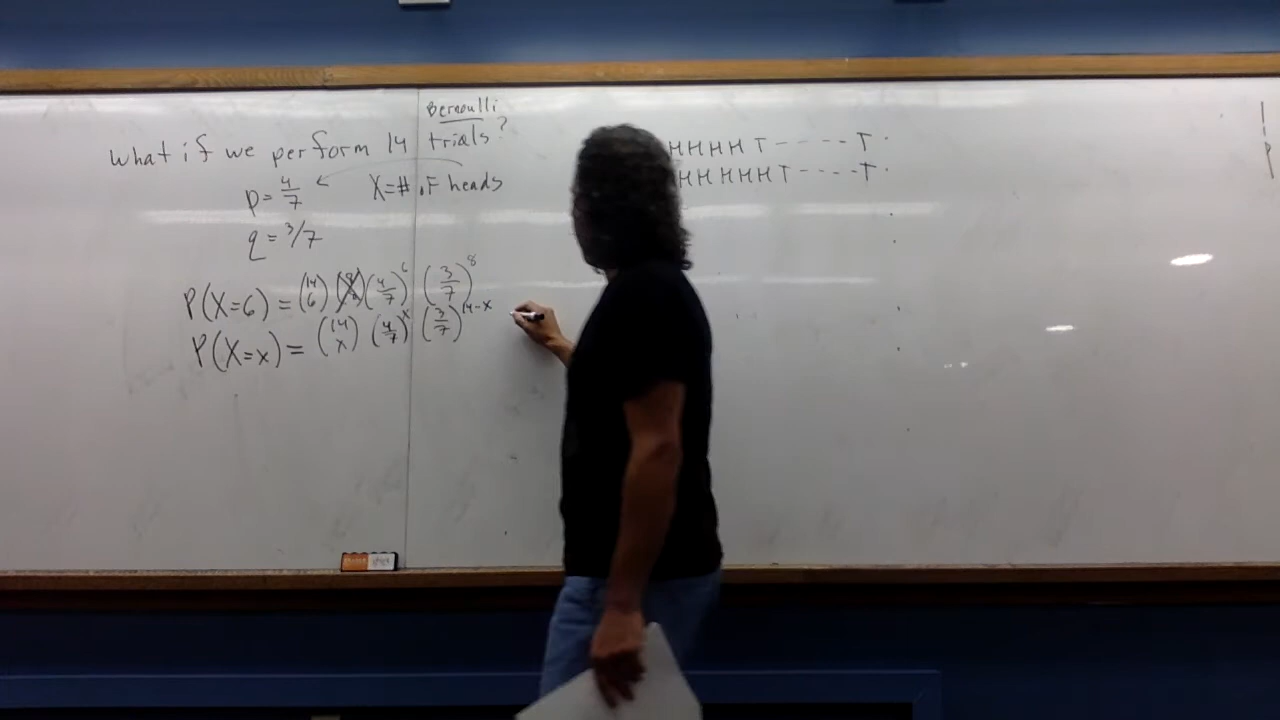 Bernoulli
What if we perform 14 trials?
p = 4/7 ← X = # of heads
q = 3/7
P(X=6) = (14 6) (4/7)^6 (3/7)^8
P(X=x) = (14 x) (4/7)^x (3/7)^14-x
HHHH T - - - - - T .
HHHHHT - - - - T .